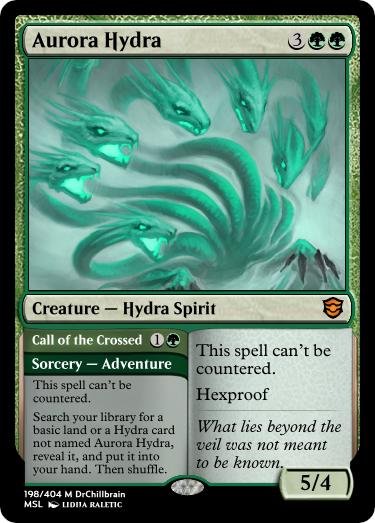 Aurora Hydra 3
Creature — Hydra Spirit
Call of the Crossed 1
Sorcery — Adventure
This spell can't be
countered.
Search your library for a
basic land or a Hydra card
not named Aurora Hydra,
reveal it, and put it into
your hand. Then shuffle.
This spell can't be
countered.
Hexproof
What lies beyond the
veil was not meant
to be known.
5/4
198/404 M DrChillbrain
MSL LIDIJA RALETIC